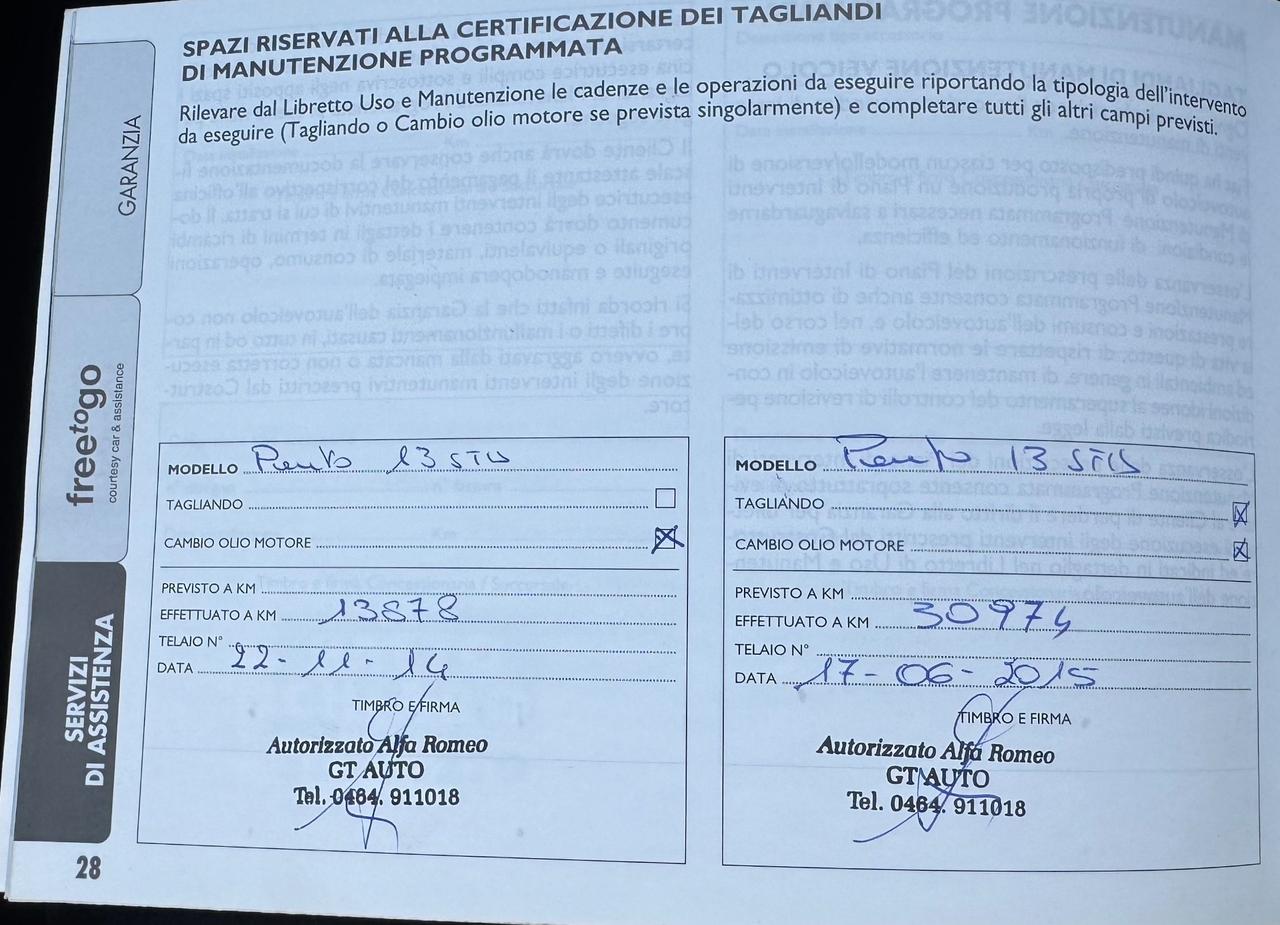 SPAZI RISERVATI ALLA CERTIFICAZIONE DEI TAGLIANDI
DI MANUTENZIONE PROGRAMMATA
Rilevare dal Libretto Uso e Manutenzione le cadenze e le operazioni da eseguire riportando la tipologia dell'intervento
da eseguire (Tagliando o Cambio olio motore se prevista singolarmente) e completare tutti gli altri campi previsti.
GARANZIA
freetogo
courtesy car & assistance
SERVIZI
DI ASSISTENZA
28
MODELLO 13
TAGLIANDO
CAMBIO OLIO MOTORE
PREVISTO A KM
EFFETTUATO A KM 13878
TELAIO N°
DATA 22-11-14
TIMBRO E FIRMA
Autorizzato Alfa Romeo
GT AUTO
Tel. 0464. 911018
MODELLO 13
TAGLIANDO
CAMBIO OLIO MOTORE
PREVISTO A KM
EFFETTUATO A KM 30974
TELAIO N°
DATA 17-06-2015
TIMBRO E FIRMA
Autorizzato Alfa Romeo
GT AUTO
Tel. 0464. 911018